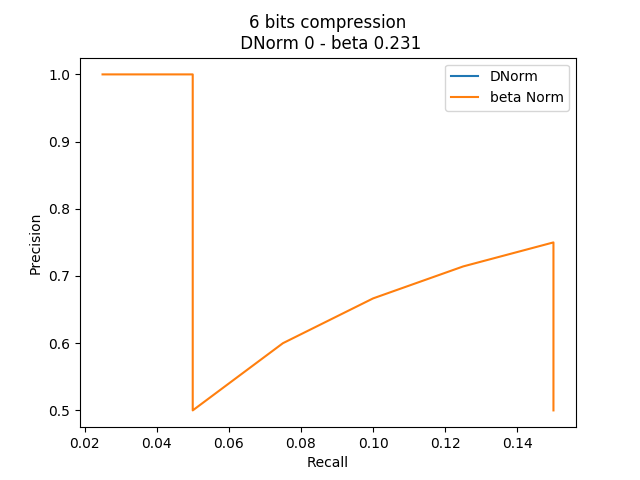 6 bits compression
DNorm 0 - beta 0.231
DNorm
beta Norm
1.0
0.9
0.8
0.7
0.6
0.5
Precision
0.02 0.04 0.06 0.08 0.10 0.12 0.14
Recall